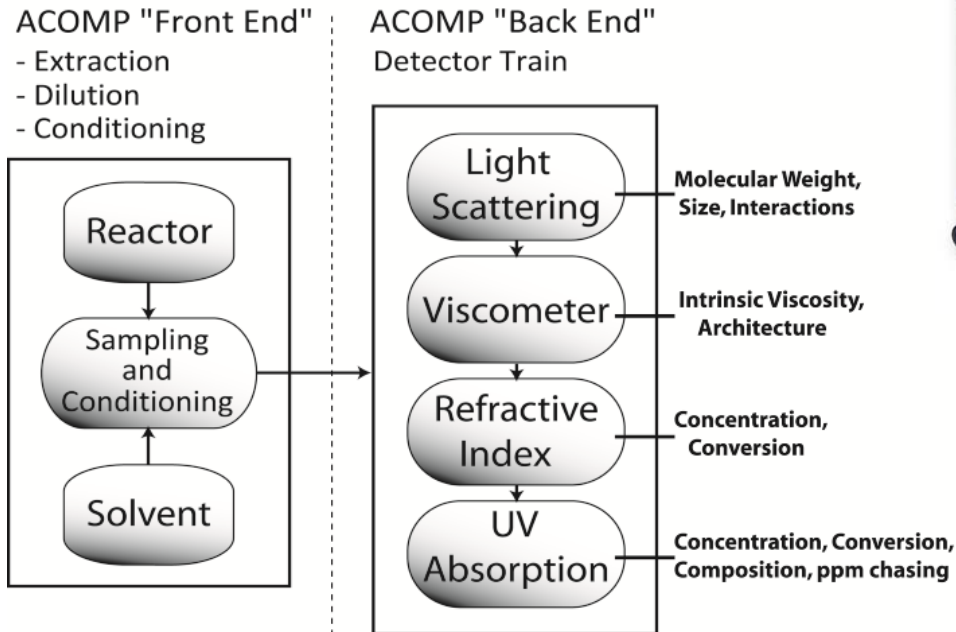 ACOMP "Front End"
- Extraction
- Dilution
- Conditioning
Reactor
Sampling
and
Conditioning
Solvent
ACOMP "Back End"
Detector Train
Light
Scattering
Molecular Weight,
Size, Interactions
Viscometer
Intrinsic Viscosity,
Architecture
Refractive
Index
Concentration,
Conversion
UV
Absorption
Concentration, Conversion,
Composition, ppm chasing